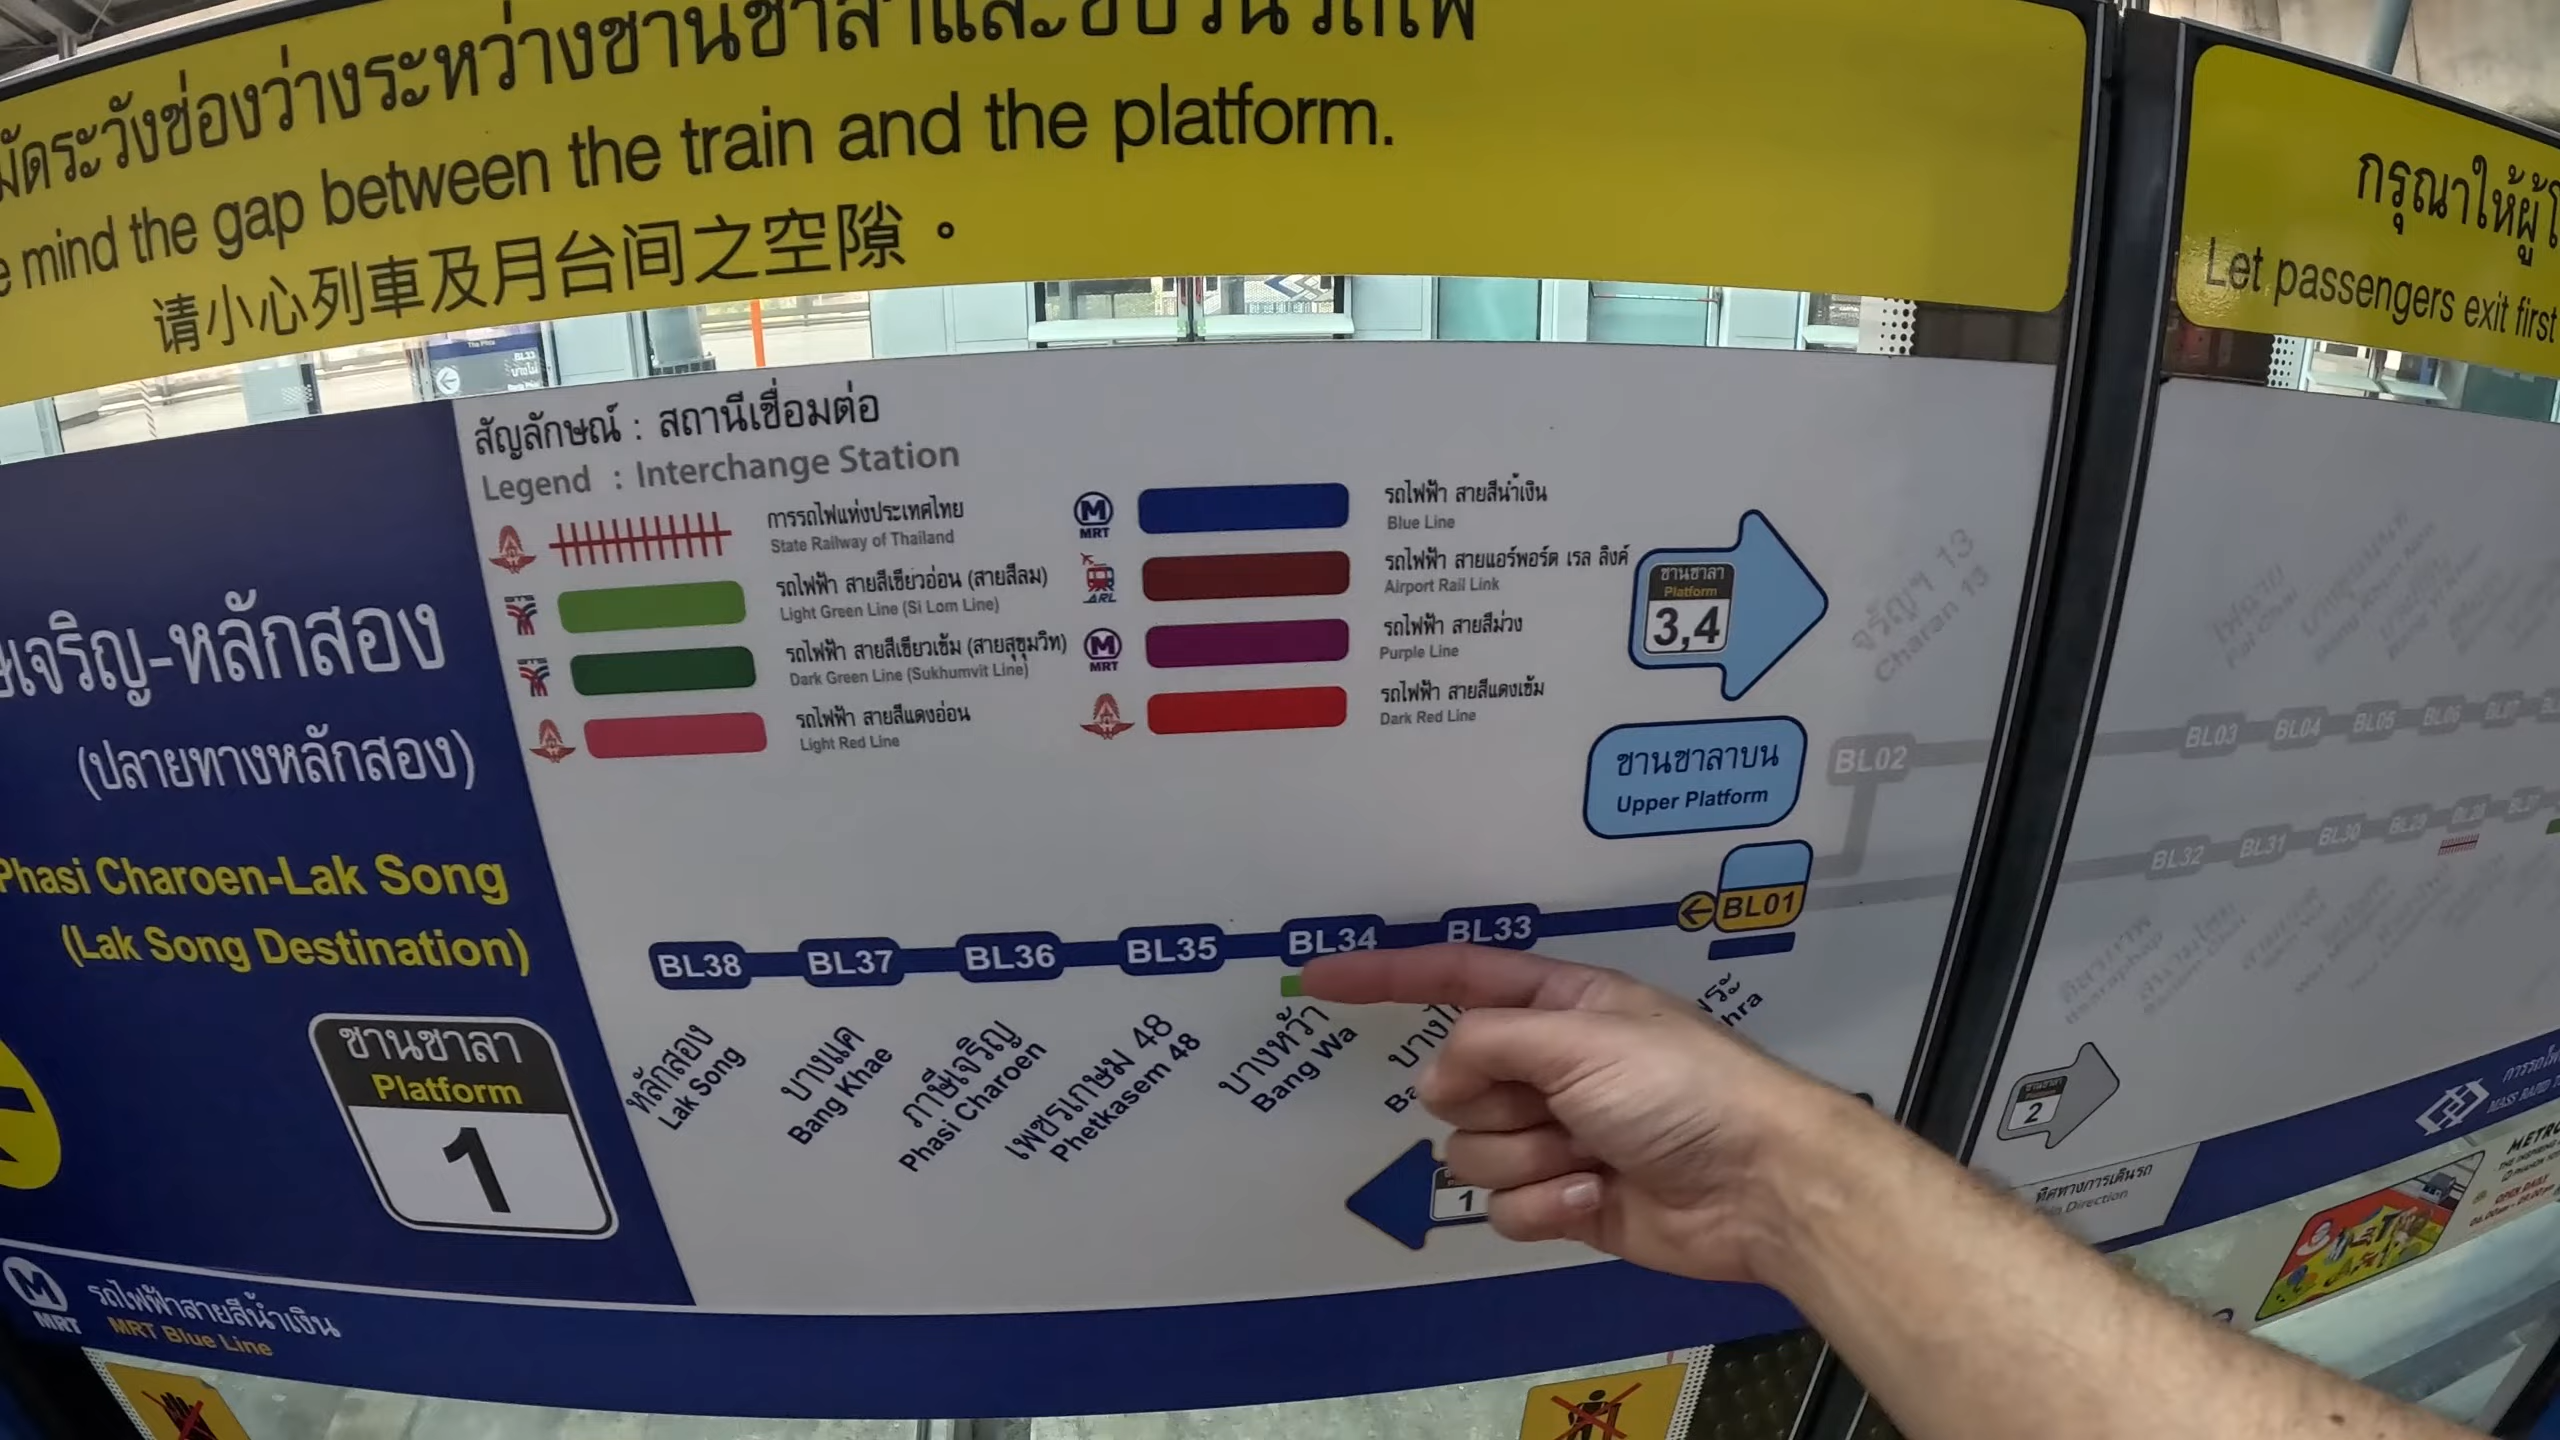 ระวังช่องว่างระหว่างชานชาลาและขบวนรถไฟ
mind the gap between the train and the platform.
请小心列車及月台间之空隙。
Let passengers exit first
สัญลักษณ์ : สถานีเชื่อมต่อ
Legend : Interchange Station
การรถไฟแห่งประเทศไทย
State Railway of Thailand
BTS
รถไฟฟ้า สายสีเขียวอ่อน (สายสีลม)
Light Green Line (Si Lom Line)
รถไฟฟ้า สายสีเขียวเข้ม (สายสุขุมวิท)
Dark Green Line (Sukhumvit Line)
รถไฟฟ้า สายสีแดงอ่อน
Light Red Line
MRT
รถไฟฟ้า สายสีน้ำเงิน
Blue Line
ARL
รถไฟฟ้า สายแอร์พอร์ต เรล ลิงค์
Airport Rail Link
MRT
รถไฟฟ้า สายสีม่วง
Purple Line
รถไฟฟ้า สายสีแดงเข้ม
Dark Red Line
ชานชาลา
Platform
3,4
ชานชาลาบน
Upper Platform
จรัญฯ 13
Charan 13
BL02
BL03
BL04
BL05
BL06
BL32
BL31
BL30
BL29
BL28
เจริญ-หลักสอง
(ปลายทางหลักสอง)
Phasi Charoen-Lak Song
(Lak Song Destination)
ชานชาลา
Platform
1
BL38
BL37
BL36
BL35
BL34
BL33
BL01
หลักสอง
Lak Song
บางแค
Bang Khae
ภาษีเจริญ
Phasi Charoen
เพชรเกษม 48
Phetkasem 48
บางหว้า
Bang Wa
1
2
ทิศทางการเดินรถ
Direction
MRT
รถไฟฟ้าสายสีน้ำเงิน
MRT Blue Line